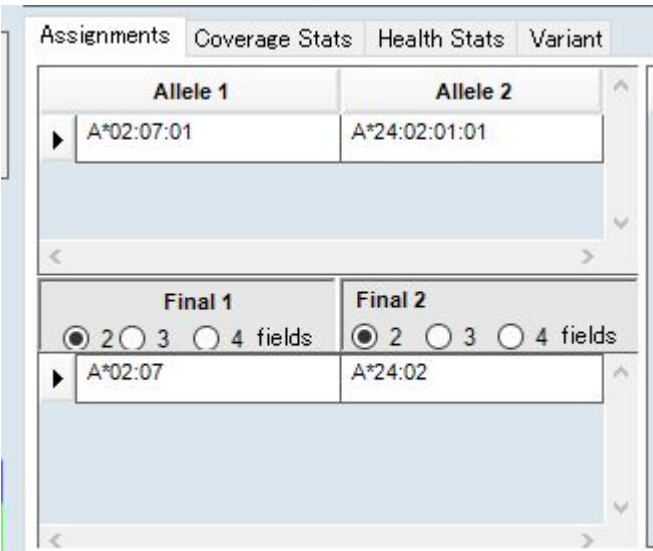 Assignments Coverage Stats Health Stats Variant
Allele 1 Allele 2
A*02:07:01 A*24:02:01:01
Final 1 Final 2
2 3 4 fields 2 3 4 fields
A*02:07 A*24:02